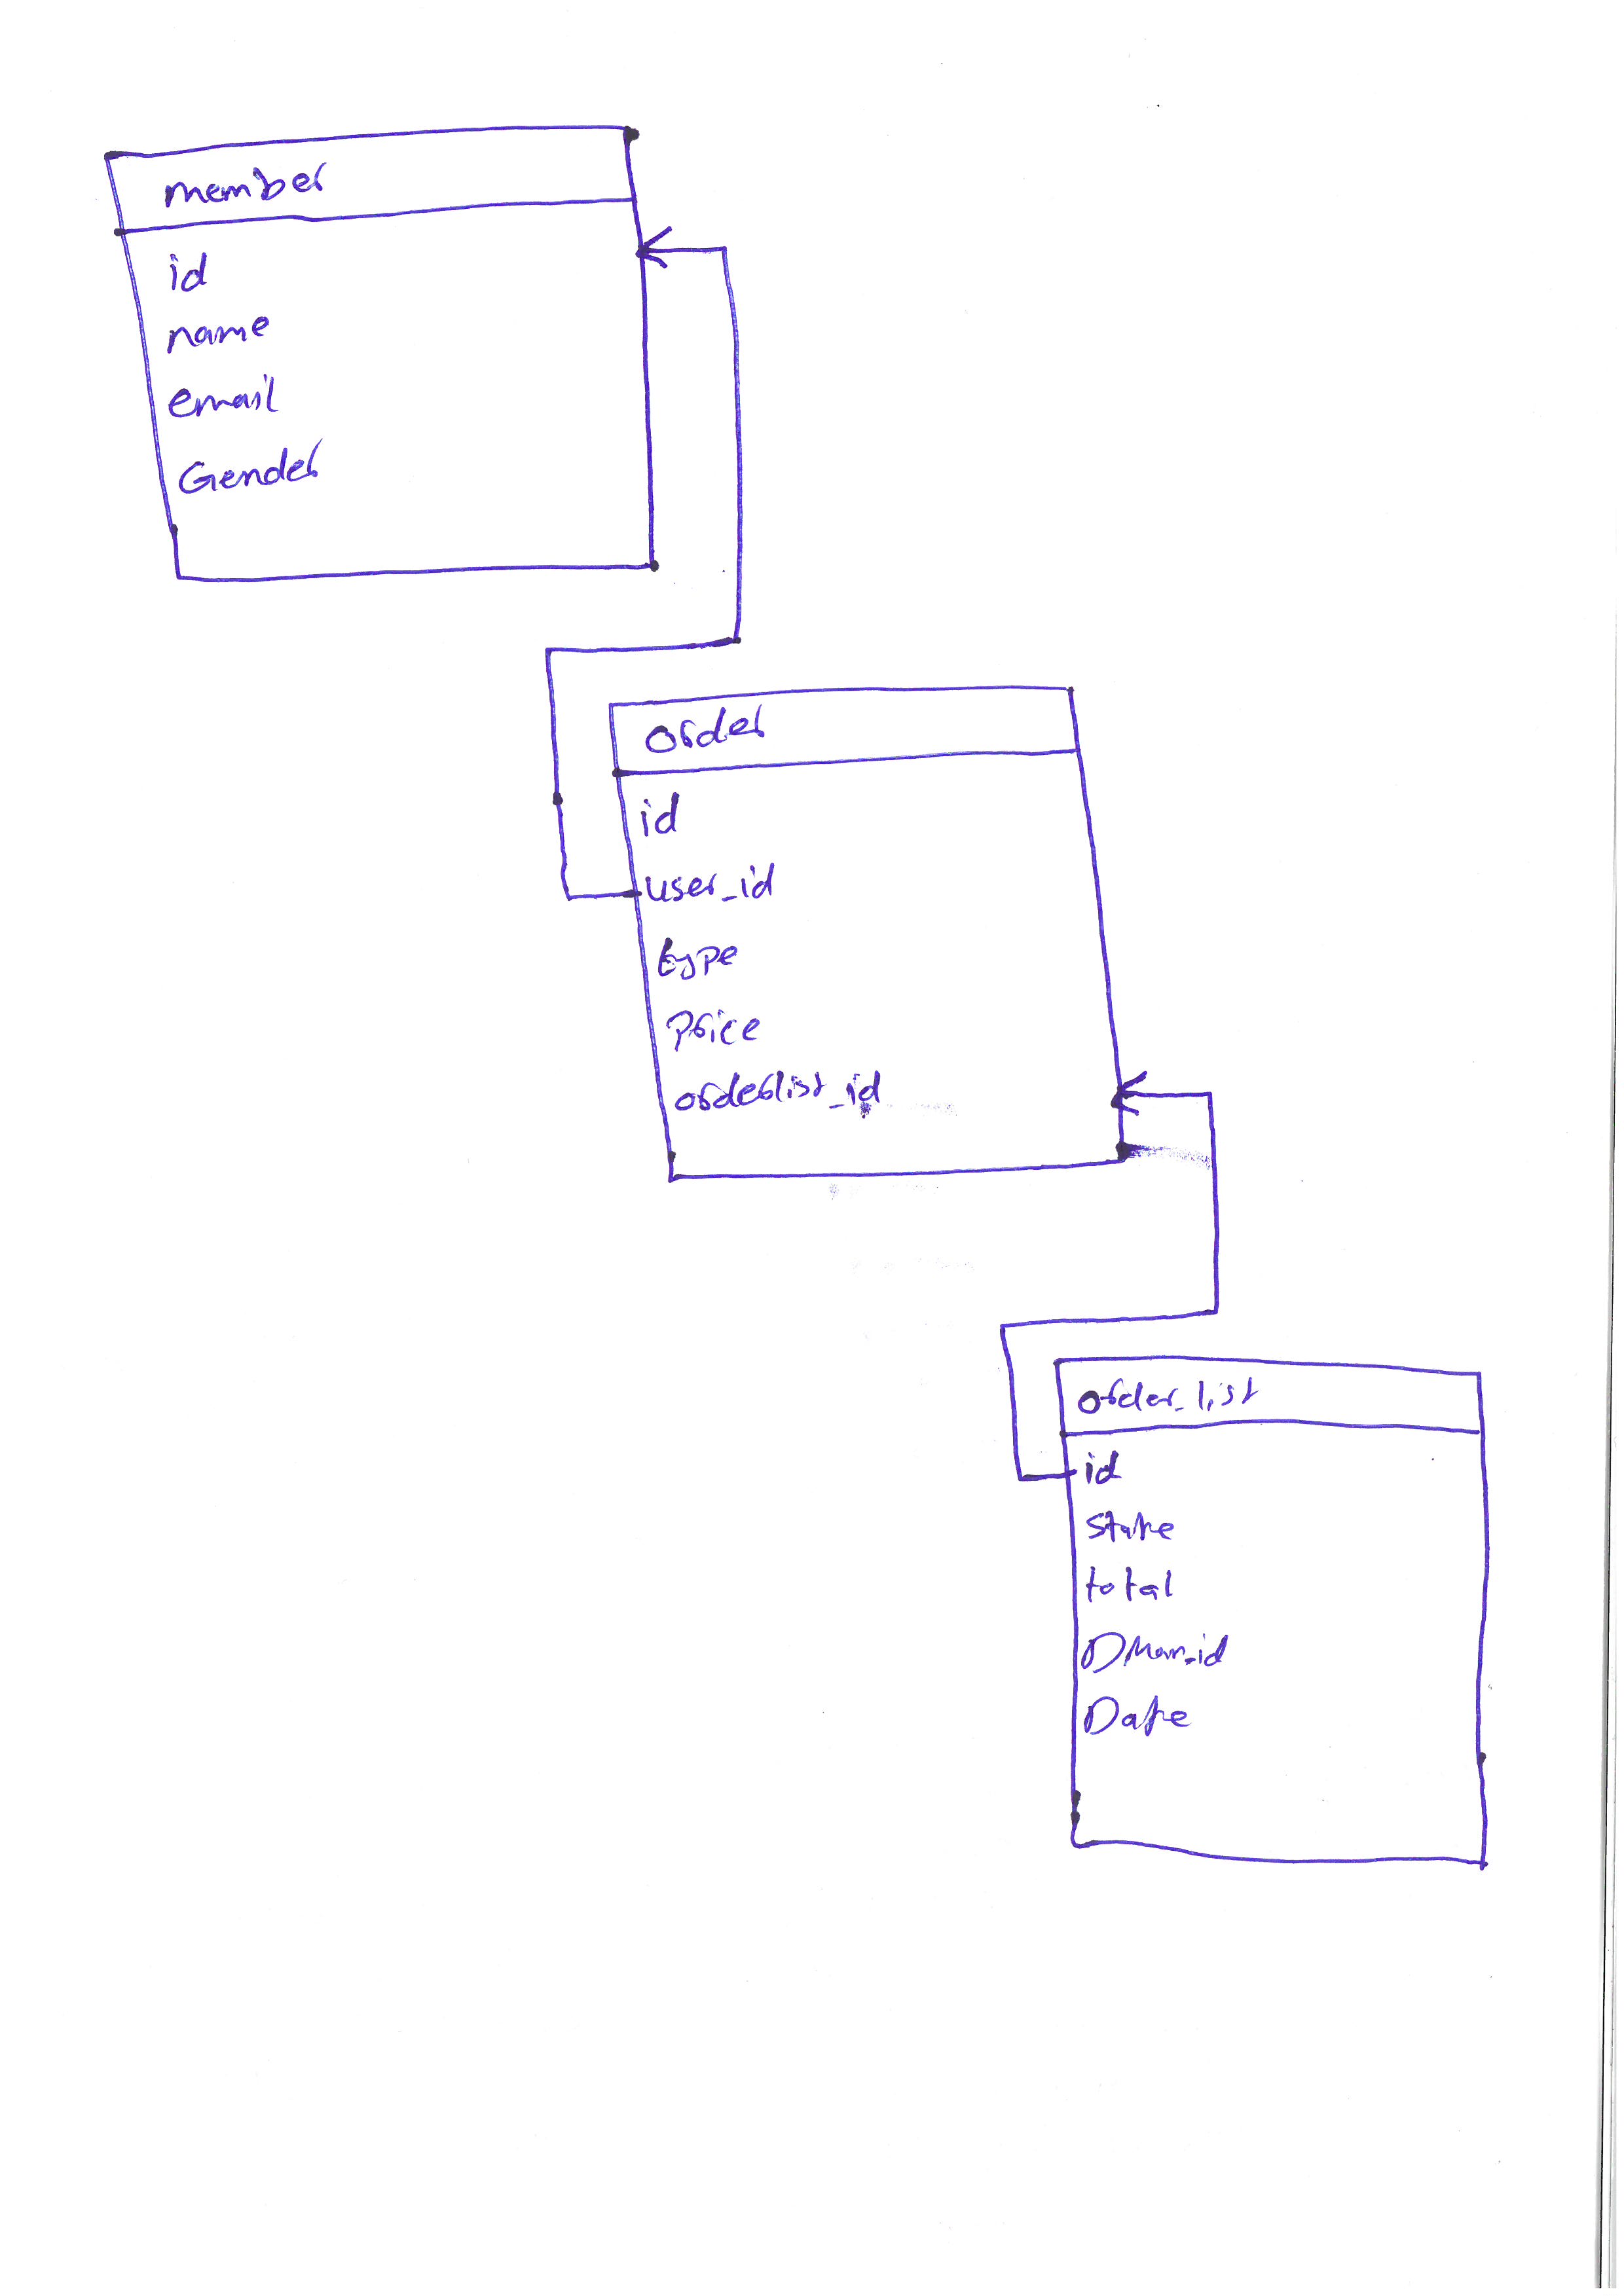 member
id
name
email
Gender
order
id
user_id
type
price
orderlist_id
order_list
id
state
total
DMan_id
Date